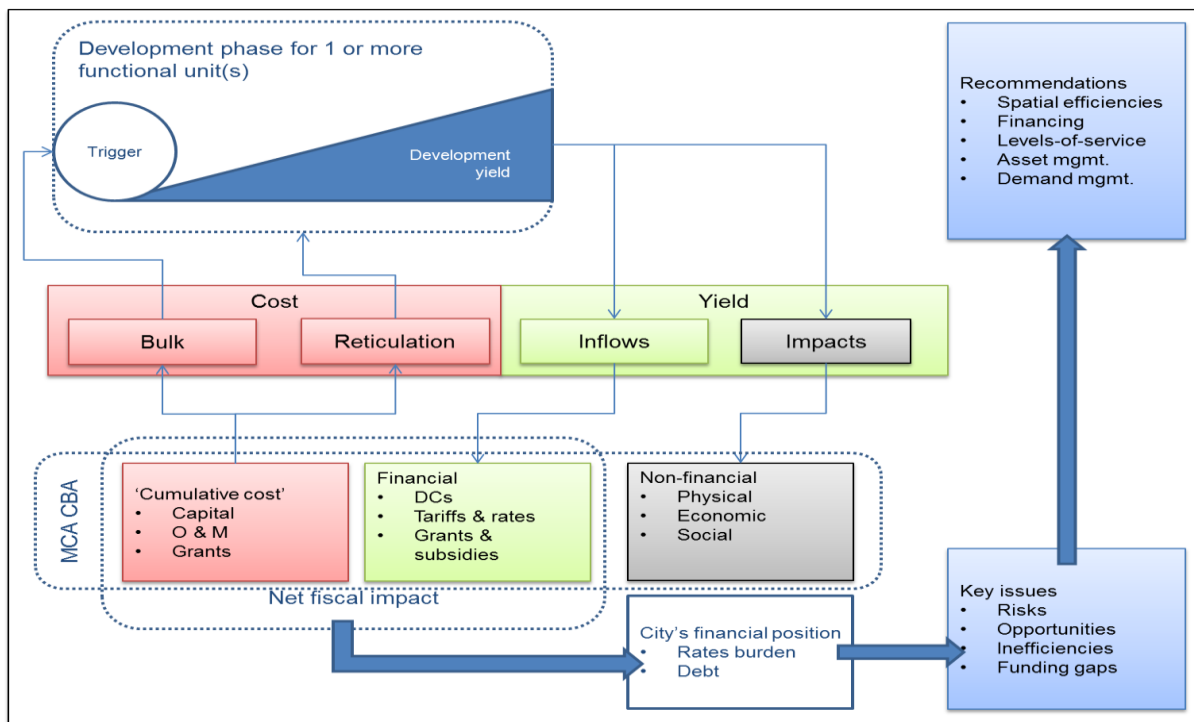 Development phase for 1 or more
functional unit(s)
Trigger
Development
yield
Recommendations
• Spatial efficiencies
• Financing
• Levels-of-service
• Asset mgmt.
• Demand mgmt.
Cost
Yield
Bulk
Reticulation
Inflows
Impacts
MCA CBA
‘Cumulative cost’
• Capital
• O & M
• Grants
Financial
• DCs
• Tariffs & rates
• Grants &
subsidies
Non-financial
• Physical
• Economic
• Social
Net fiscal impact
City’s financial position
• Rates burden
• Debt
Key issues
• Risks
• Opportunities
• Inefficiencies
• Funding gaps